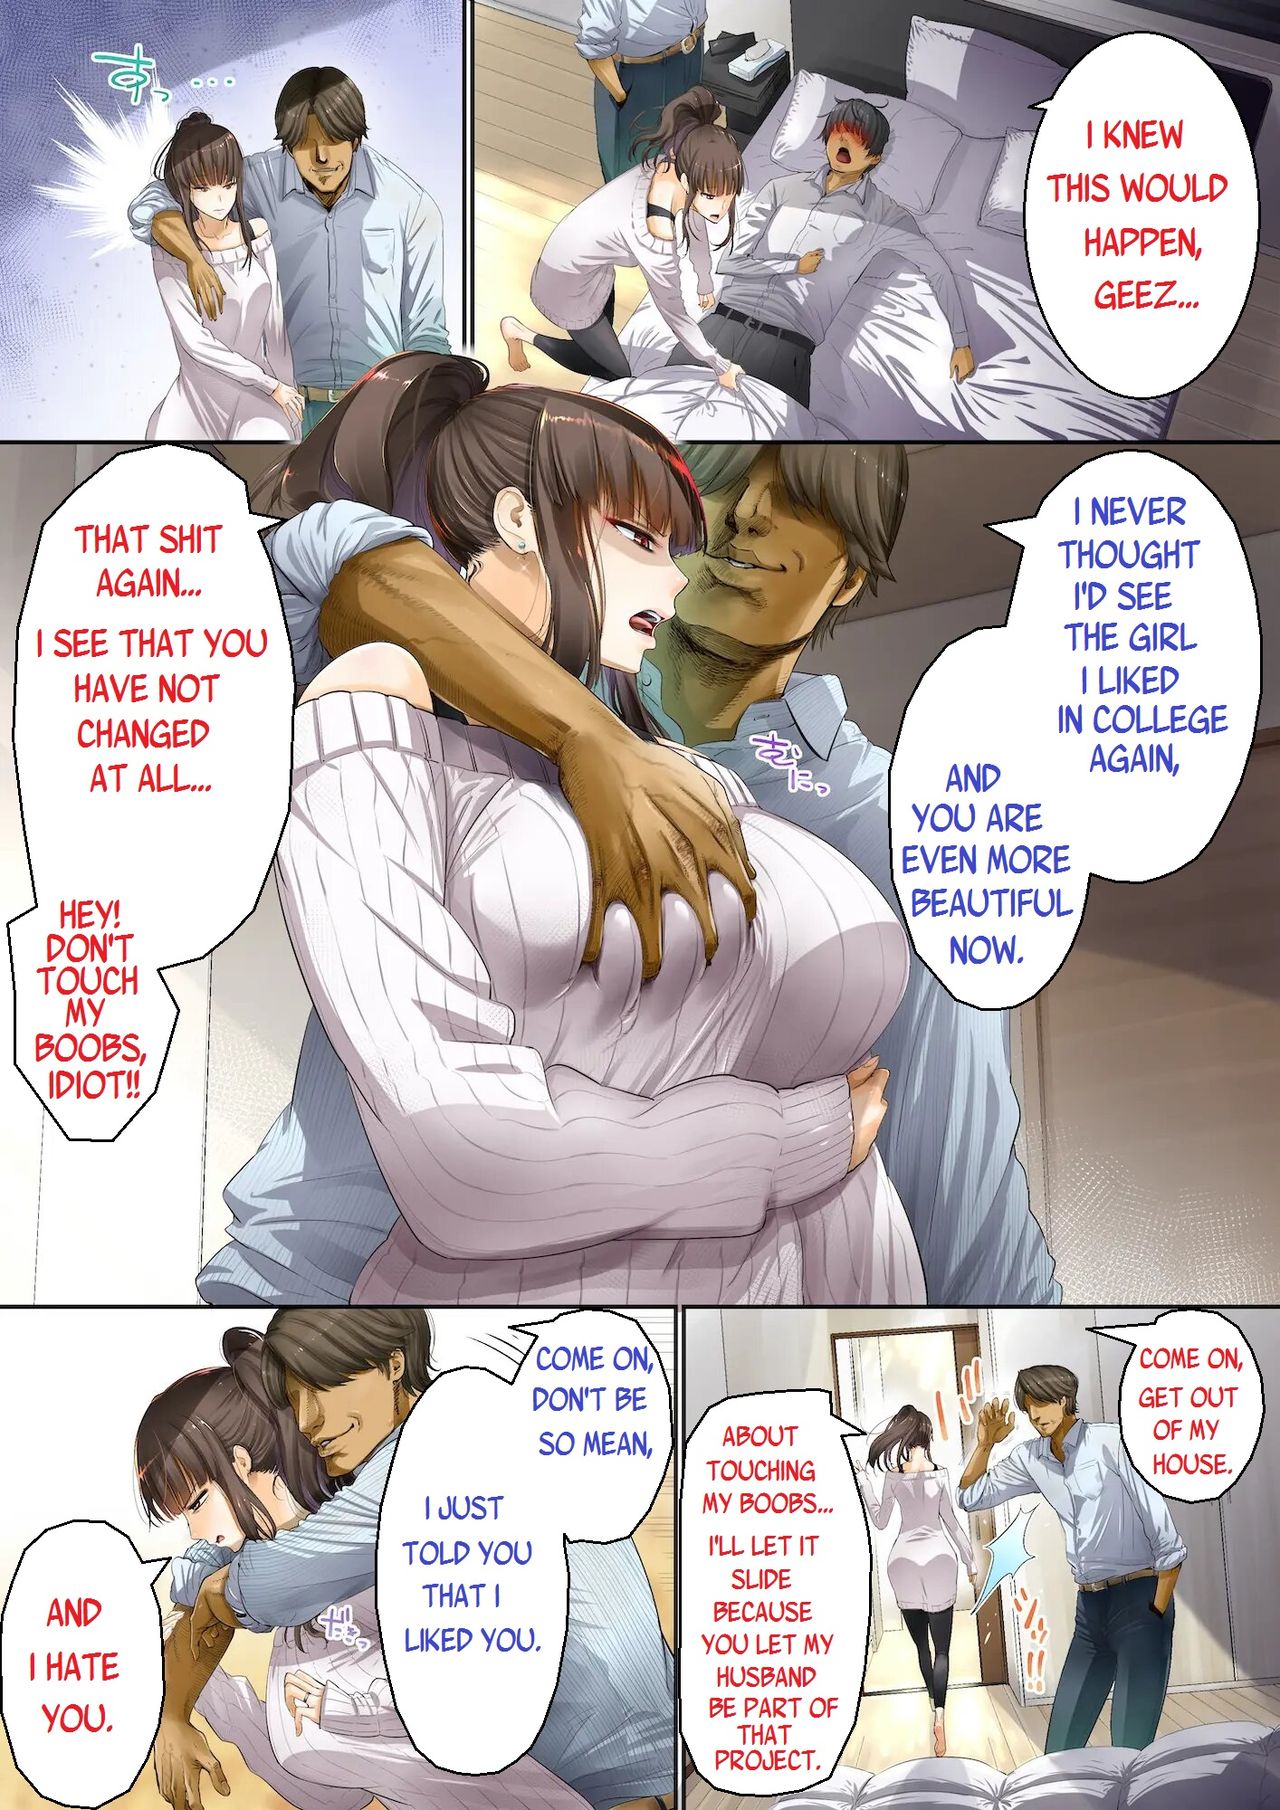 I KNEW
THIS WOULD
HAPPEN,
GEEZ...
すっ...
I NEVER
THOUGHT
I'D SEE
THE GIRL
I LIKED
IN COLLEGE
AGAIN,
AND
YOU ARE
EVEN MORE
BEAUTIFUL
NOW.
THAT SHIT
AGAIN...
I SEE THAT YOU
HAVE NOT
CHANGED
AT ALL...
HEY!
DON'T
TOUCH
MY
BOOBS,
IDIOT!!
むにっ
COME ON,
GET OUT
OF MY
HOUSE.
ABOUT
TOUCHING
MY BOOBS...
I'LL LET IT
SLIDE
BECAUSE
YOU LET MY
HUSBAND
BE PART OF
THAT
PROJECT.
COME ON,
DON'T BE
SO MEAN,
I JUST
TOLD YOU
THAT I
LIKED YOU.
AND
I HATE
YOU.